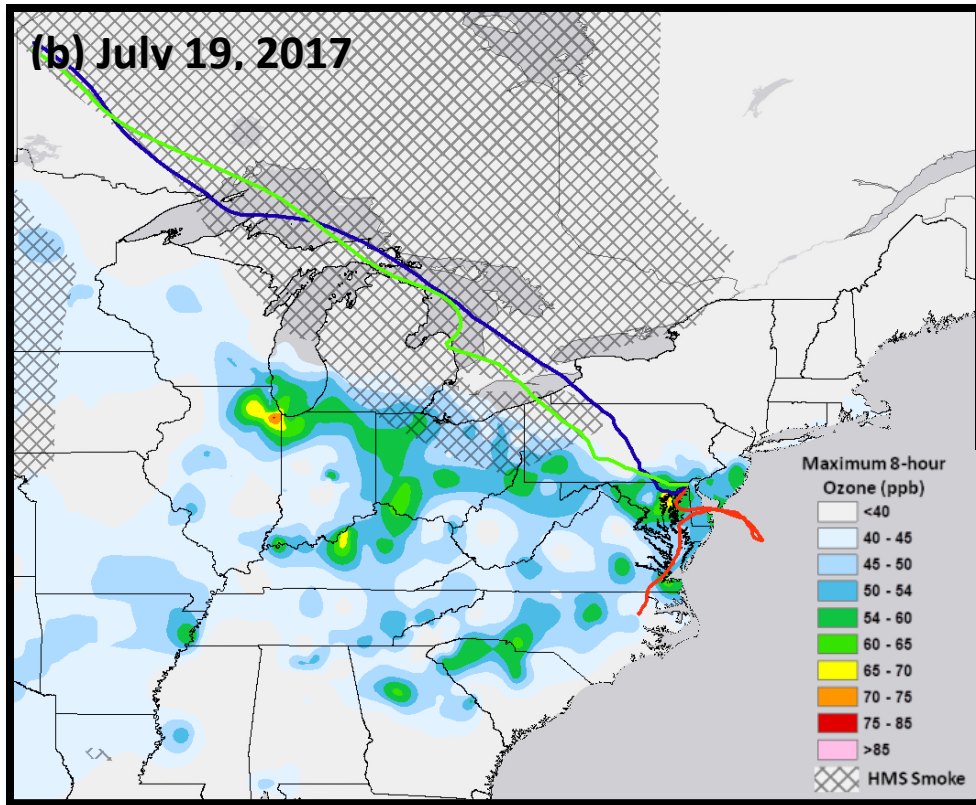 (b) July 19, 2017
Maximum 8-hour
Ozone (ppb)
<40
40 - 45
45 - 50
50 - 54
54 - 60
60 - 65
65 - 70
70 - 75
75 - 85
>85
HMS Smoke